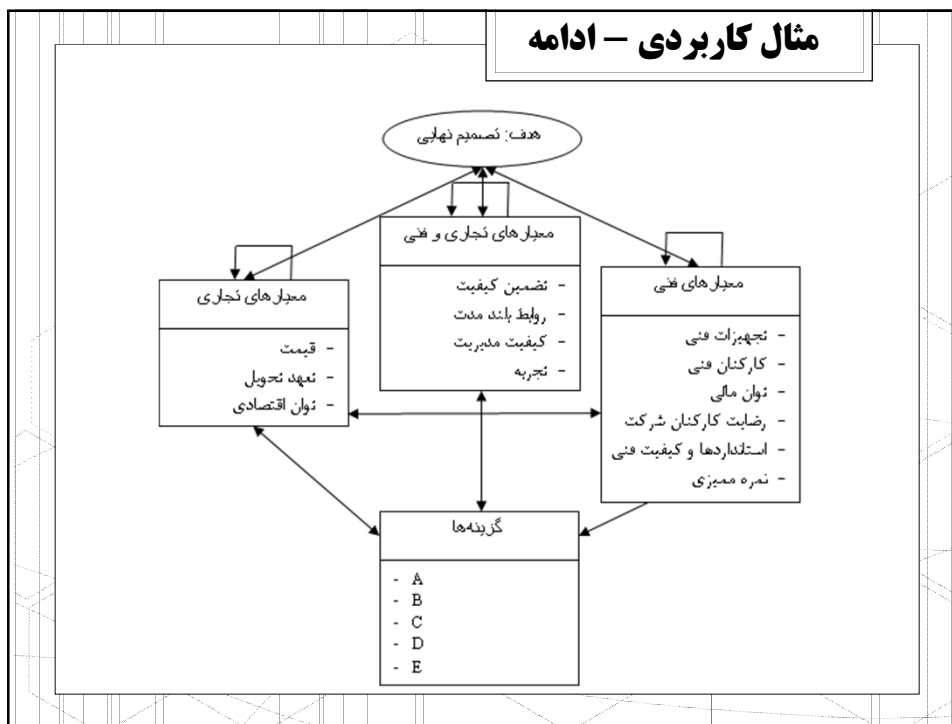 مثال کاربردی – ادامه
هدف: تصمیم نهایی
معیارهای تجاری و فنی
- تضمین کیفیت
- روابط بلند مدت
- کیفیت مدیریت
- تجربه
معیارهای فنی
- تجهیزات فنی
- کارکنان فنی
- توان مالی
- رضایت کارکنان شرکت
- استانداردها و کیفیت فنی
- نمره ممیزی
معیارهای تجاری
- قیمت
- تعهد تحویل
- توان اقتصادی
گزینه‌ها
- A
- B
- C
- D
- E